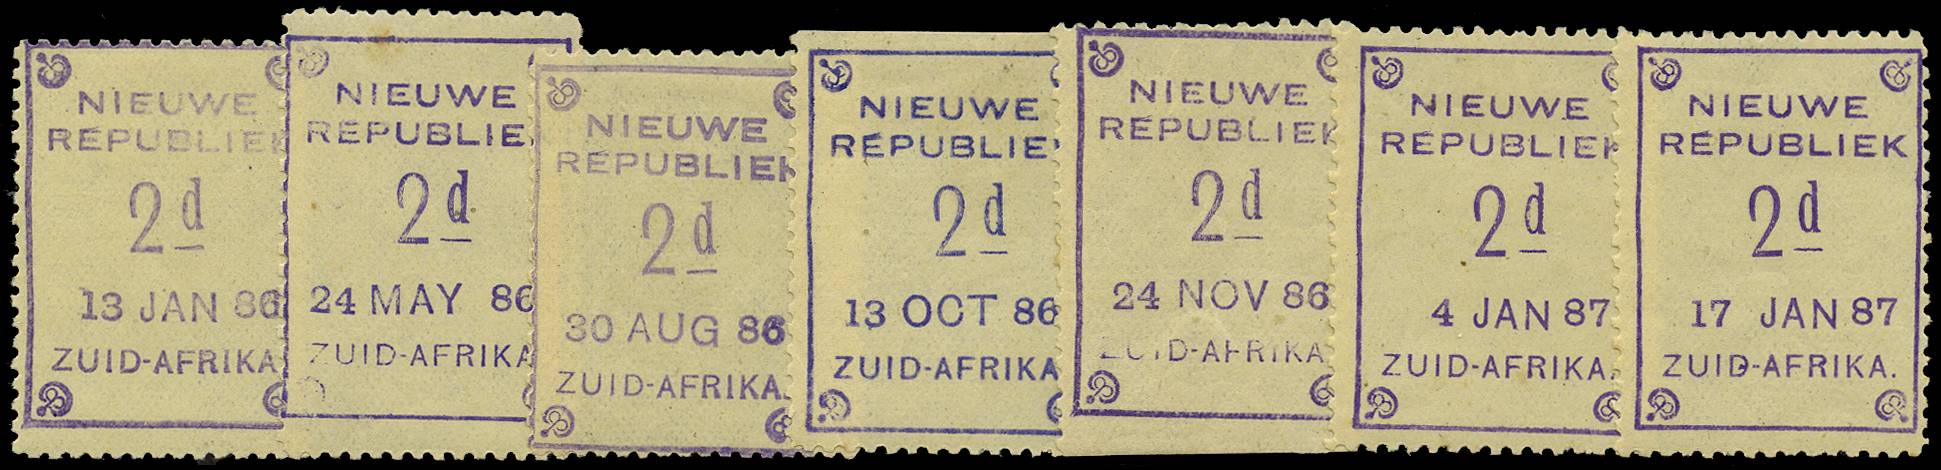 NIEUWE
REPUBLIEK
2d
13 JAN 86
ZUID-AFRIKA
NIEUWE
REPUBLIE
2d
24 MAY 86
ZUID-AFRIKA
NIEUWE
REPUBLIEK
2d
30 AUG 86
ZUID-AFRIKA.
NIEUWE
REPUBLIE
2d
13 OCT 86
ZUID-AFRIKA
NIEUWE
REPUBLIEK
2d
24 NOV 86
ZUID-AFRIKA
NIEUWE
REPUBLIEK
2d
4 JAN 87
ZUID-AFRIKA.
NIEUWE
REPUBLIEK
2d
17 JAN 87
ZUID-AFRIKA.